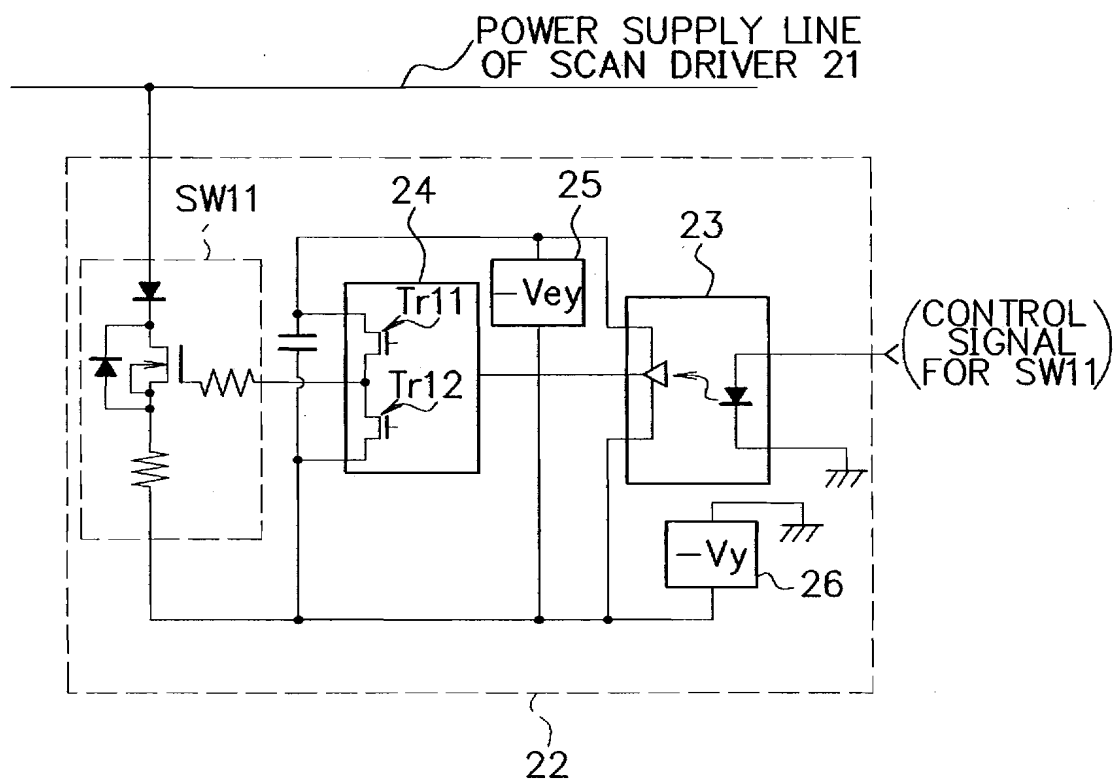 POWER SUPPLY LINE
OF SCAN DRIVER 21
SW11
24
25
23
Tr11
Tr12
-Vey
(CONTROL
SIGNAL
FOR SW11)
-Vy
26
22